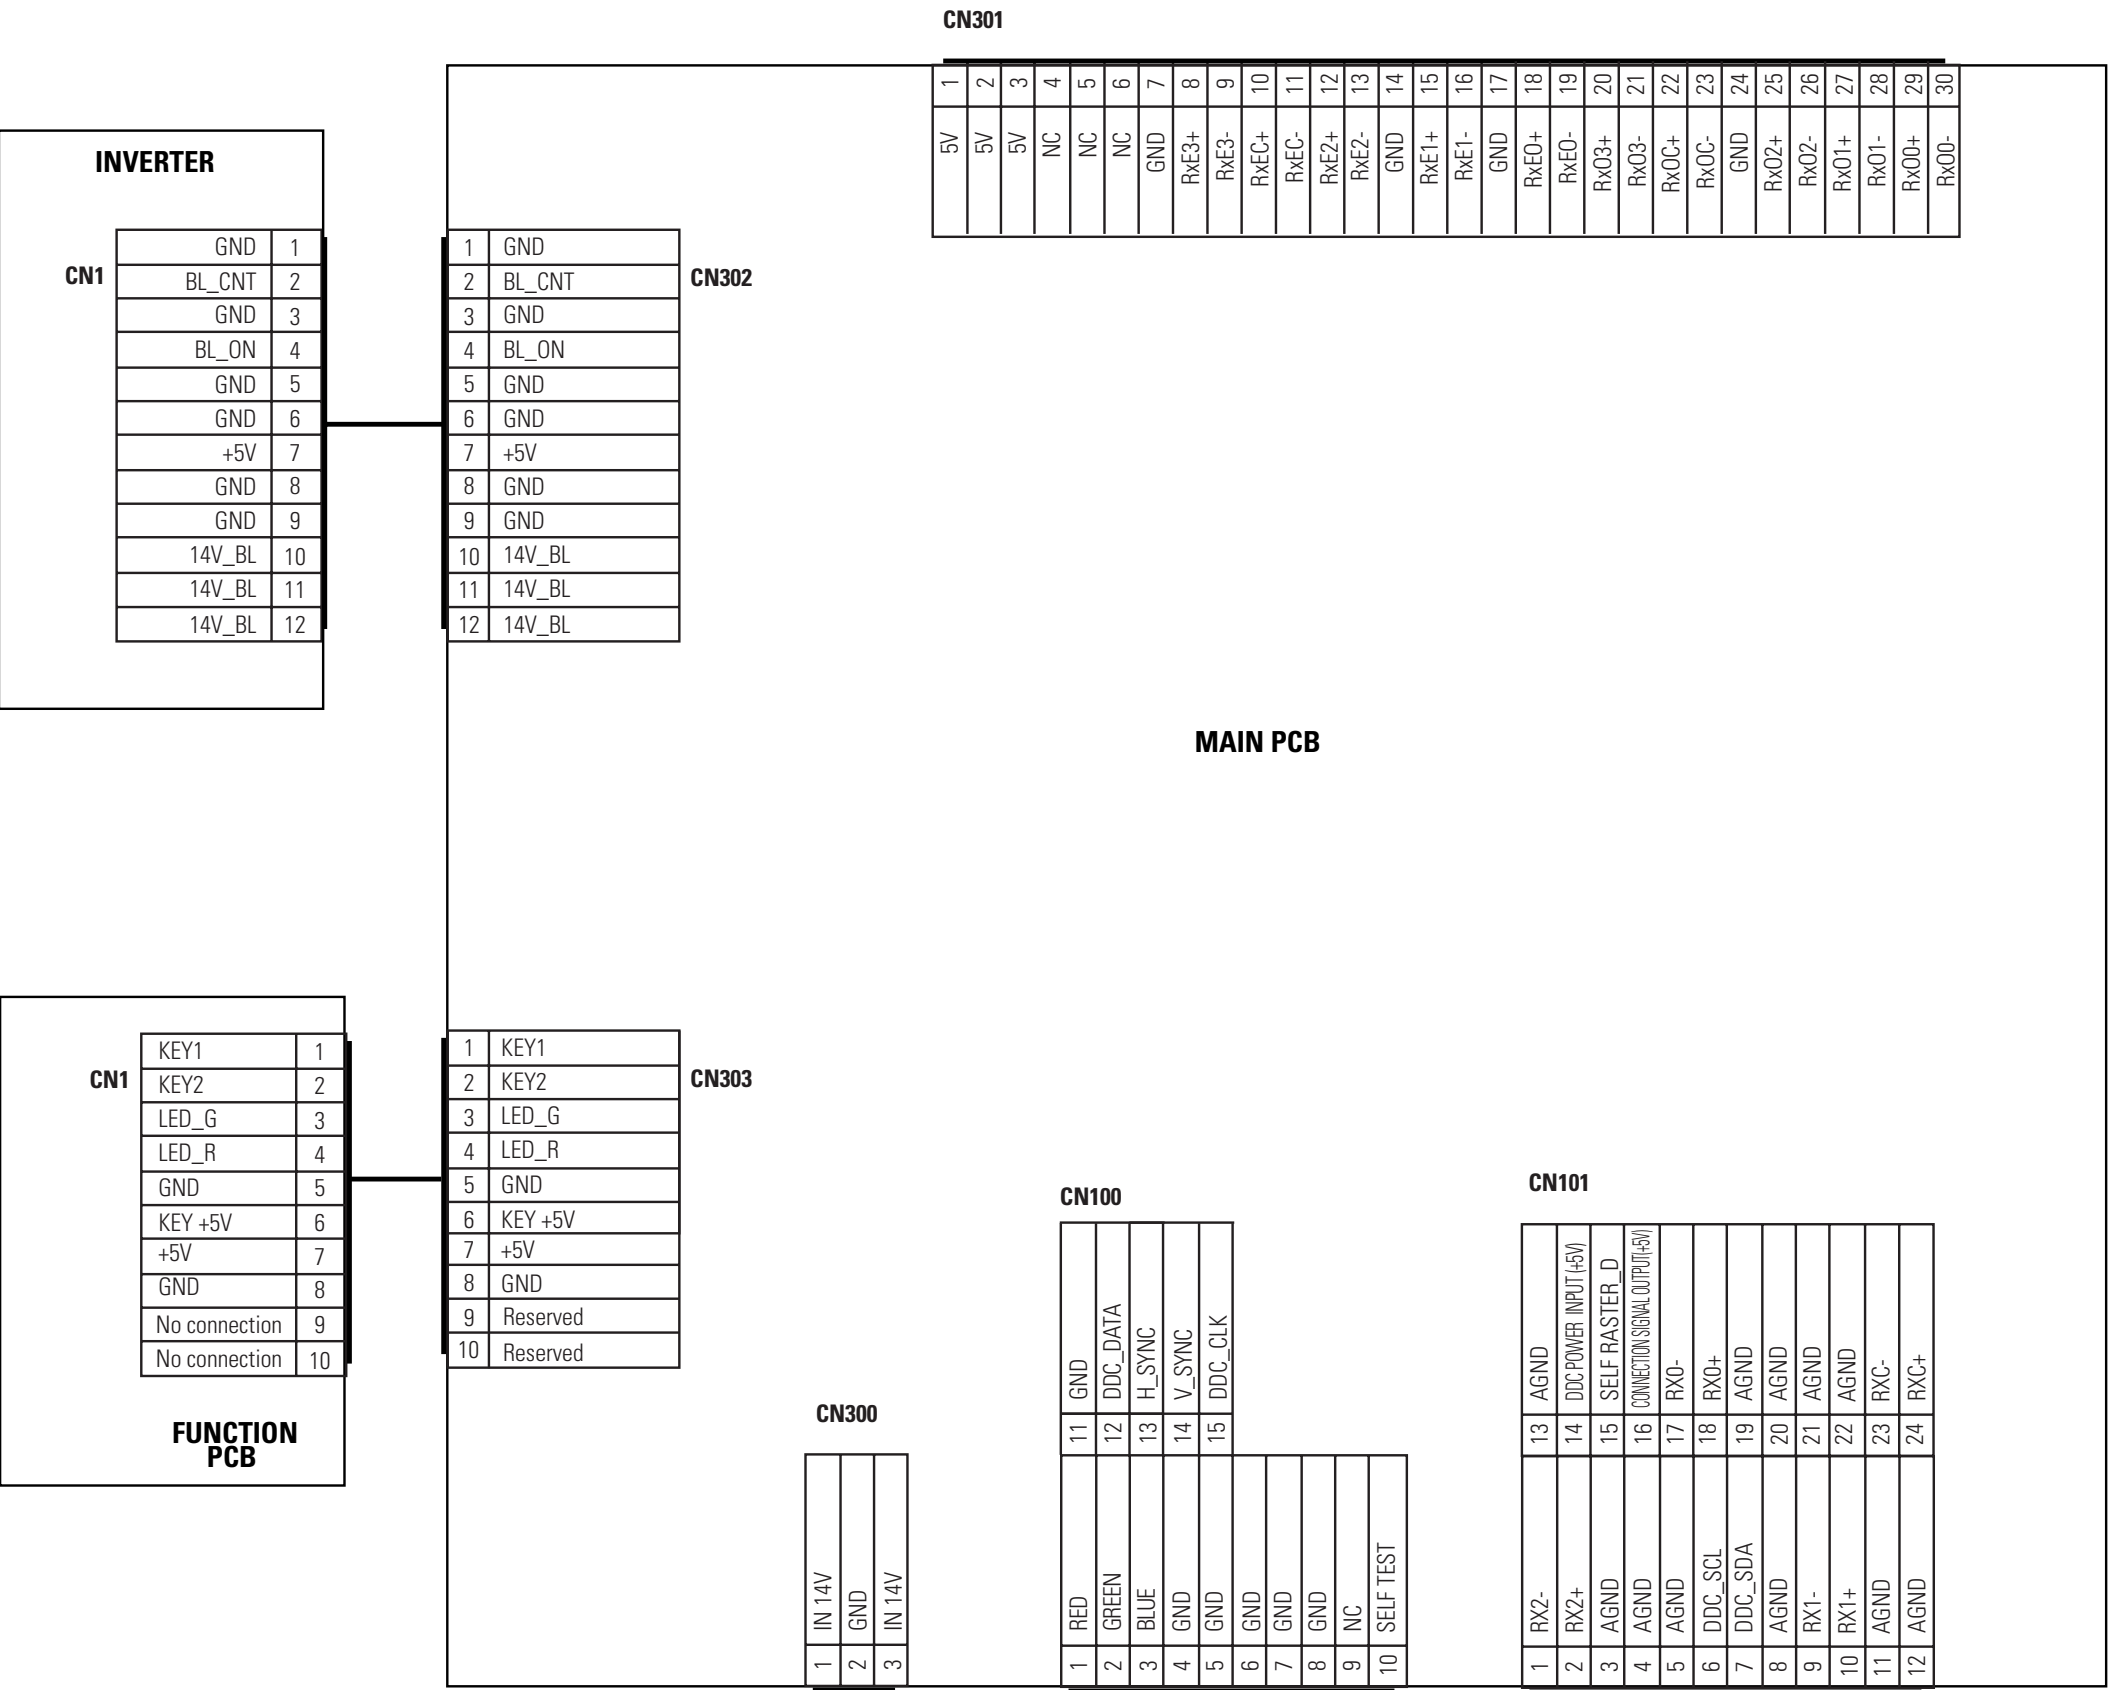 CN301
1 2 3 4 5 6 7 8 9 10 11 12 13 14 15 16 17 18 19 20 21 22 23 24 25 26 27 28 29 30
5V 5V 5V NC NC NC GND RxE3+ RxE3- RxEC+ RxEC- RxE2+ RxE2- GND RxE1+ RxE1- GND RxEO+ RxEO- RxO3+ RxO3- RxOC+ RxOC- GND RxO2+ RxO2- RxO1+ RxO1- RxO0+ RxO0-
INVERTER
CN1
GND 1
BL_CNT 2
GND 3
BL_ON 4
GND 5
GND 6
+5V 7
GND 8
GND 9
14V_BL 10
14V_BL 11
14V_BL 12
CN302
1 GND
2 BL_CNT
3 GND
4 BL_ON
5 GND
6 GND
7 +5V
8 GND
9 GND
10 14V_BL
11 14V_BL
12 14V_BL
MAIN PCB
CN1
KEY1 1
KEY2 2
LED_G 3
LED_R 4
GND 5
KEY +5V 6
+5V 7
GND 8
No connection 9
No connection 10
FUNCTION
PCB
CN303
1 KEY1
2 KEY2
3 LED_G
4 LED_R
5 GND
6 KEY +5V
7 +5V
8 GND
9 Reserved
10 Reserved
CN300
IN 14V GND IN 14V
1 2 3
CN100
GND DDC_DATA H_SYNC V_SYNC DDC_CLK
11 12 13 14 15
RED GREEN BLUE GND GND GND GND GND NC SELF TEST
1 2 3 4 5 6 7 8 9 10
CN101
AGND DDC POWER INPUT (+5V) SELF RASTER_D CONNECTION SIGNAL OUTPUT(+5V) RX0- RX0+ AGND AGND AGND AGND RXC- RXC+
13 14 15 16 17 18 19 20 21 22 23 24
RX2- RX2+ AGND AGND AGND DDC_SCL DDC_SDA AGND RX1- RX1+ AGND AGND
1 2 3 4 5 6 7 8 9 10 11 12